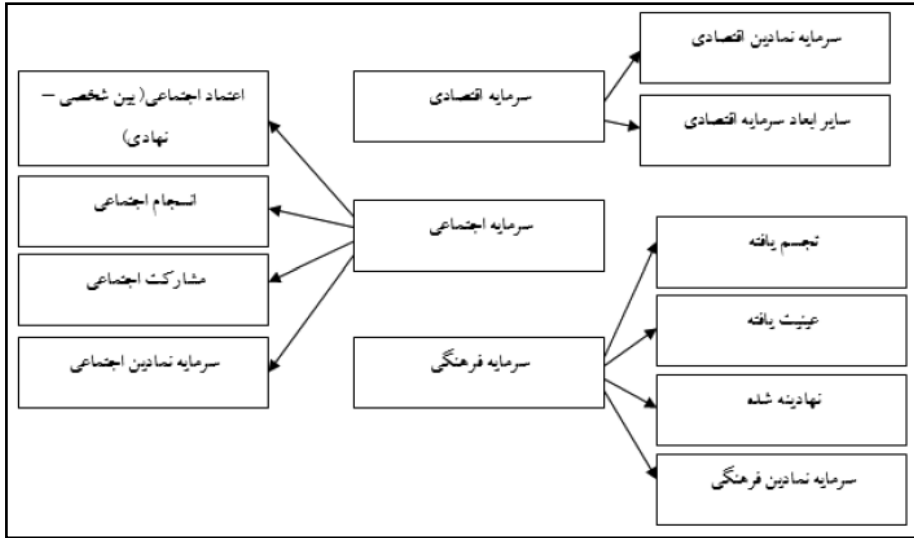 سرمایه نمادین اقتصادی
سرمایه اقتصادی
سایر ابعاد سرمایه اقتصادی
اعتماد اجتماعی( بین شخصی –
نهادی)
انسجام اجتماعی
سرمایه اجتماعی
مشارکت اجتماعی
سرمایه نمادین اجتماعی
تجسم یافته
عینیت یافته
سرمایه فرهنگی
نهادینه شده
سرمایه نمادین فرهنگی